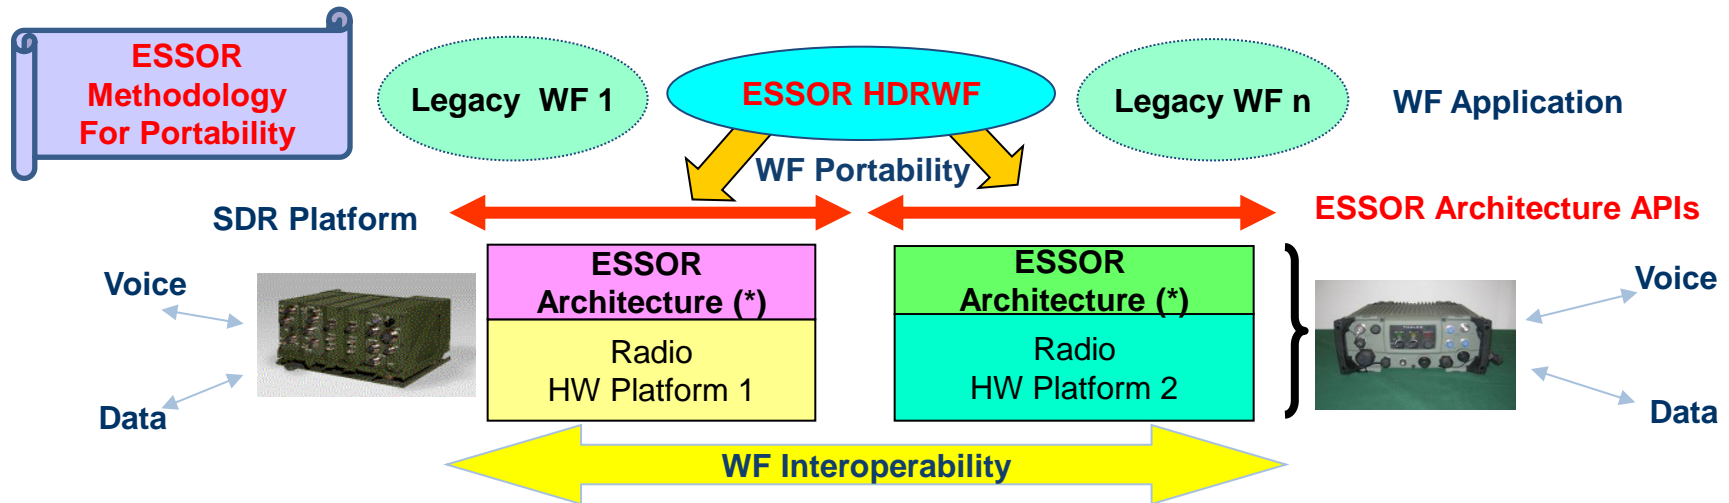 ESSOR
Methodology
For Portability
Legacy WF 1
ESSOR HDRWF
Legacy WF n
WF Application
WF Portability
SDR Platform
ESSOR Architecture APIs
Voice
Data
ESSOR
Architecture (*)
Radio
HW Platform 1
ESSOR
Architecture (*)
Radio
HW Platform 2
THALES
Voice
Data
WF Interoperability